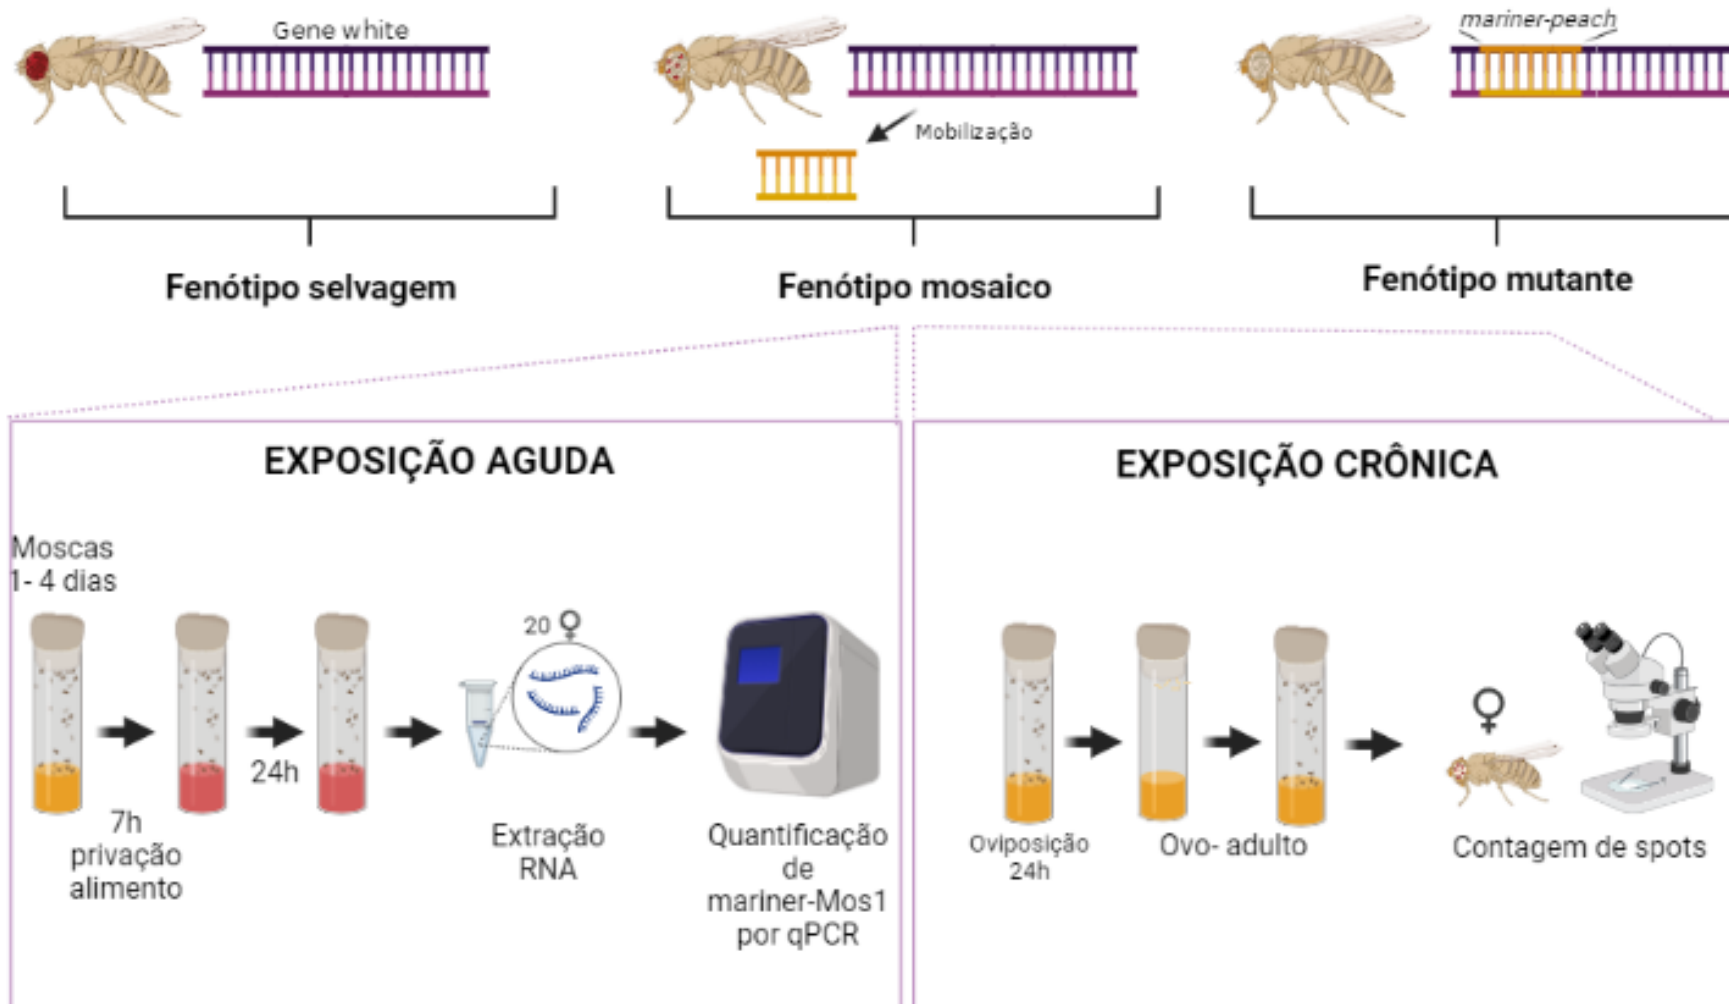 Gene white
Mobilização
mariner-peach
Fenótipo selvagem
Fenótipo mosaico
Fenótipo mutante
EXPOSIÇÃO AGUDA
Moscas
1- 4 dias
7h
privação
alimento
24h
20 ♀
Extração
RNA
Quantificação
de
mariner-Mos1
por qPCR
EXPOSIÇÃO CRÔNICA
Oviposição
24h
Ovo- adulto
♀
Contagem de spots